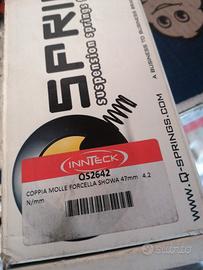 SPRIN
suspension springs
A BUSINESS TO BUSINESS
WWW.Q-SPRINGS.COM
INNTECK
QS2642
COPPIA MOLLE FORCELLA SHOWA 47mm 4.2
N/mm
subito